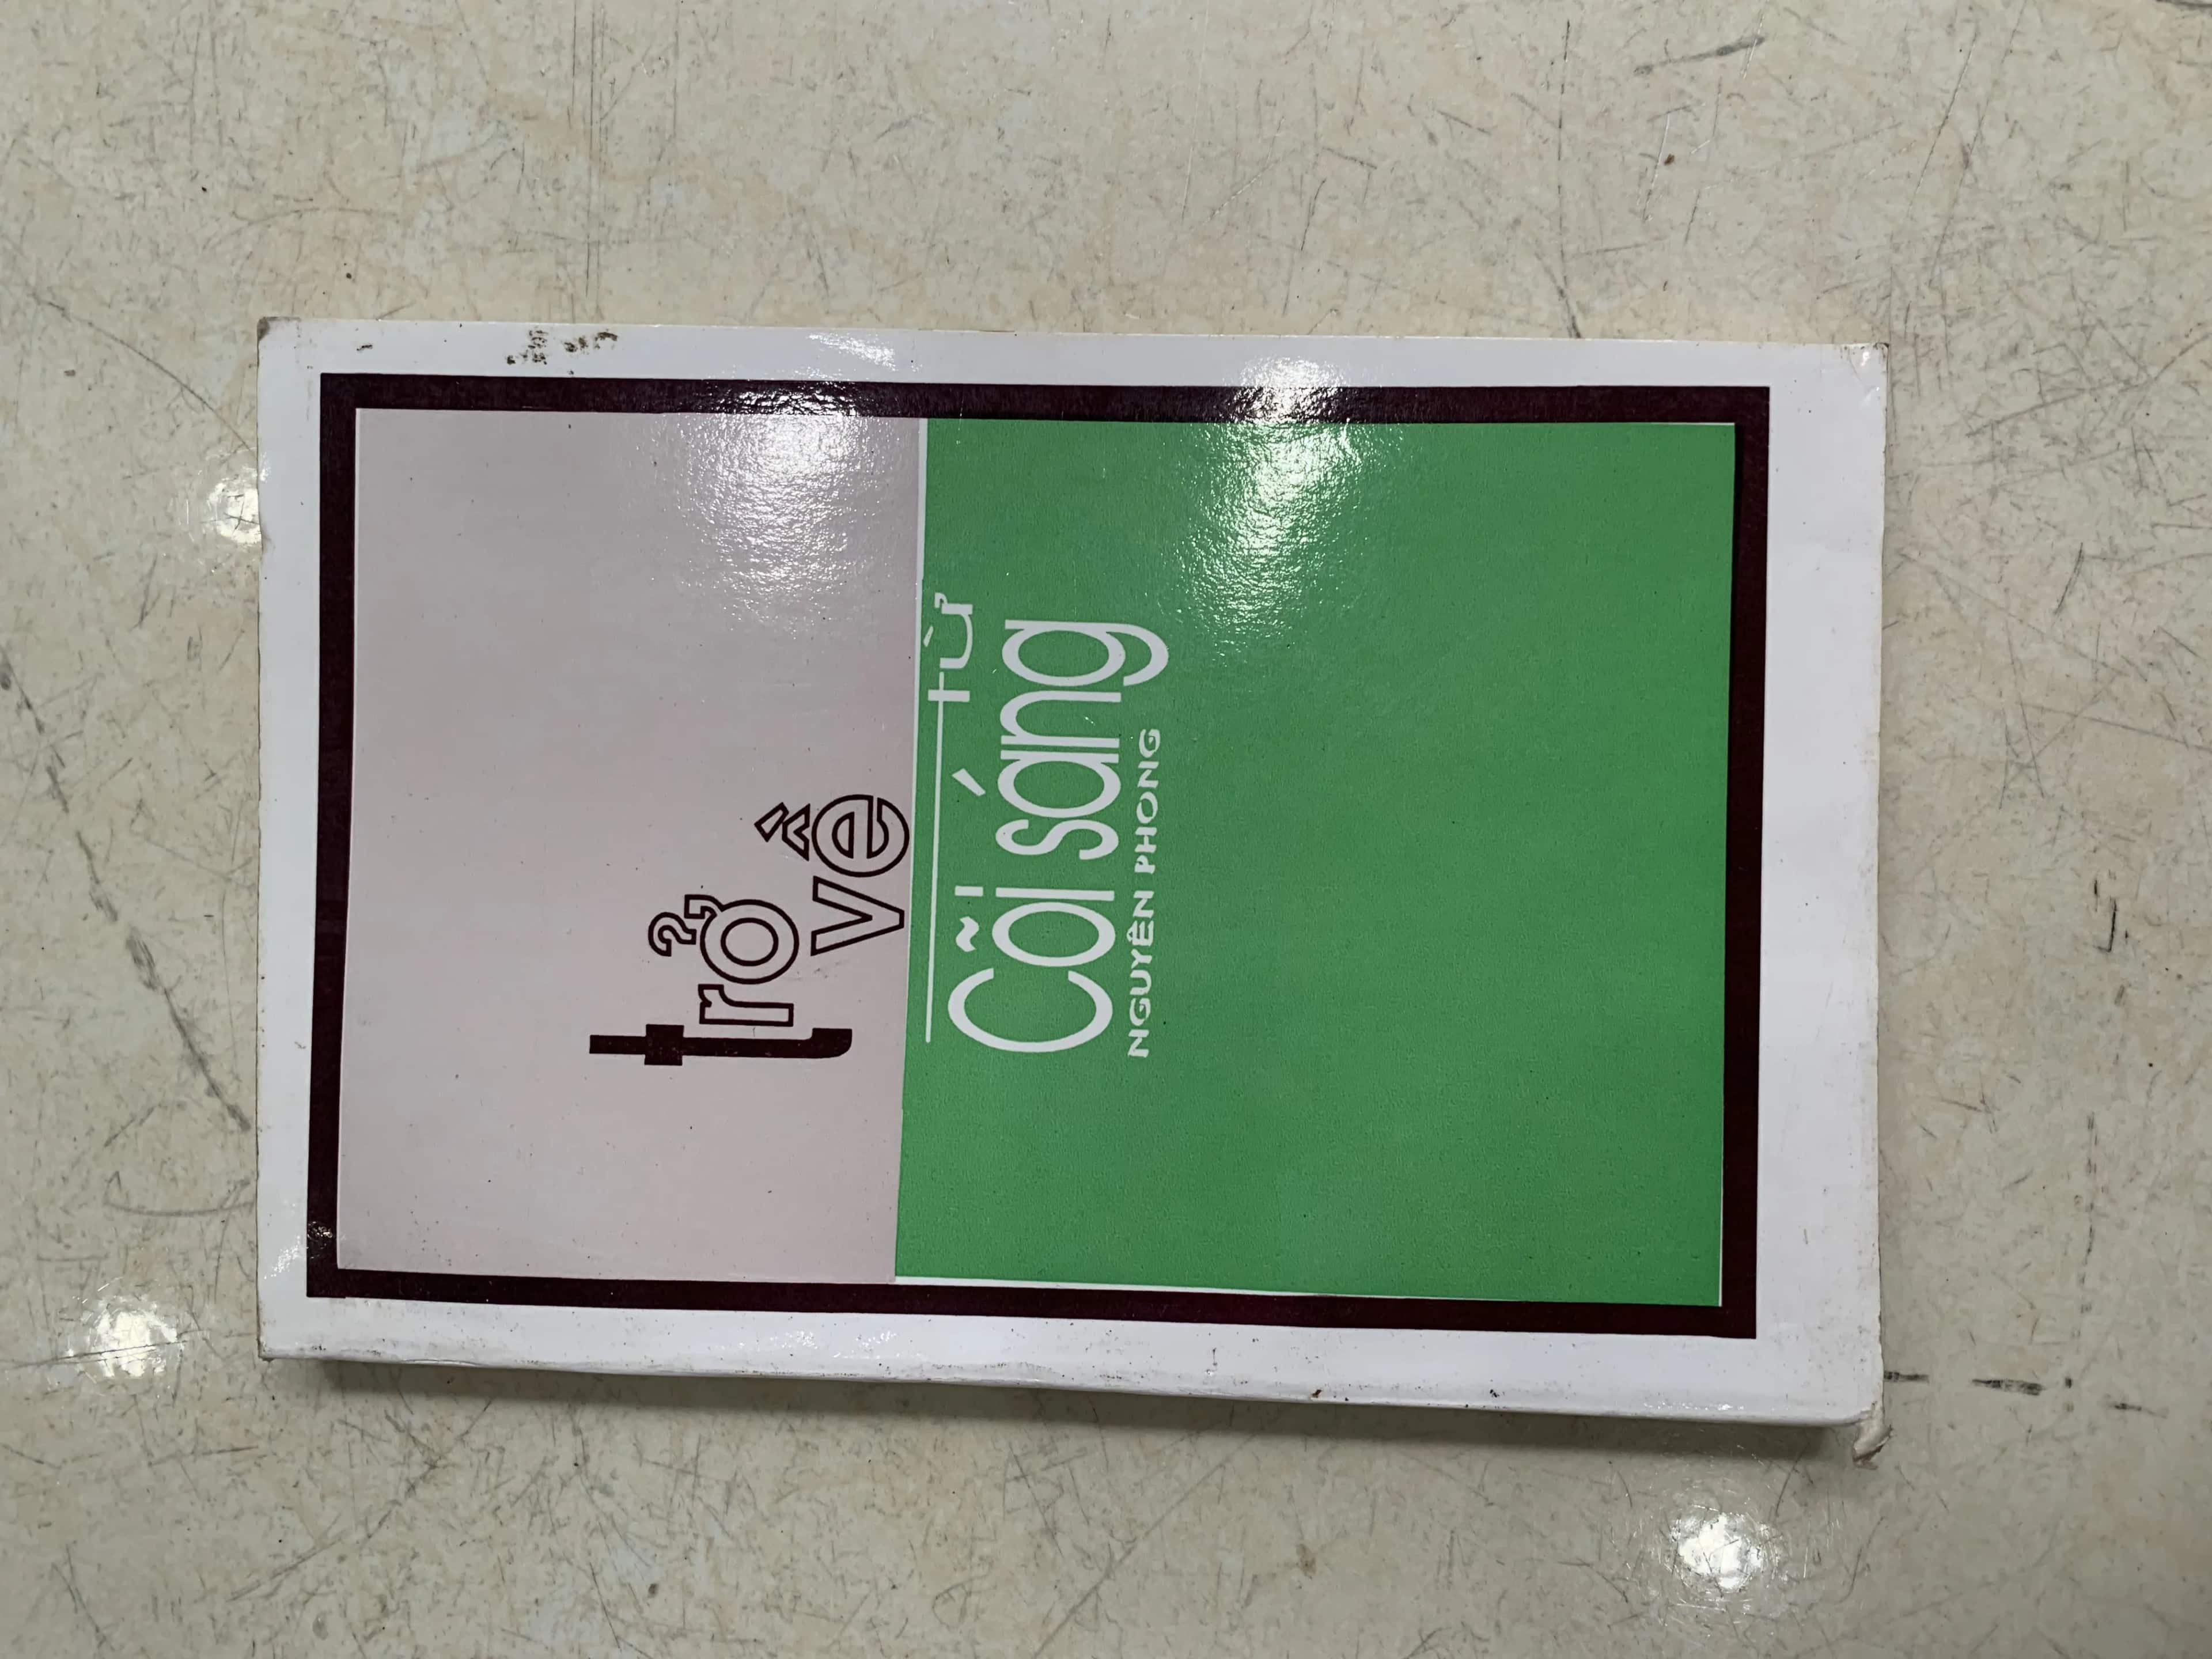 trở
về
từ
Cõi sáng
NGUYÊN PHONG